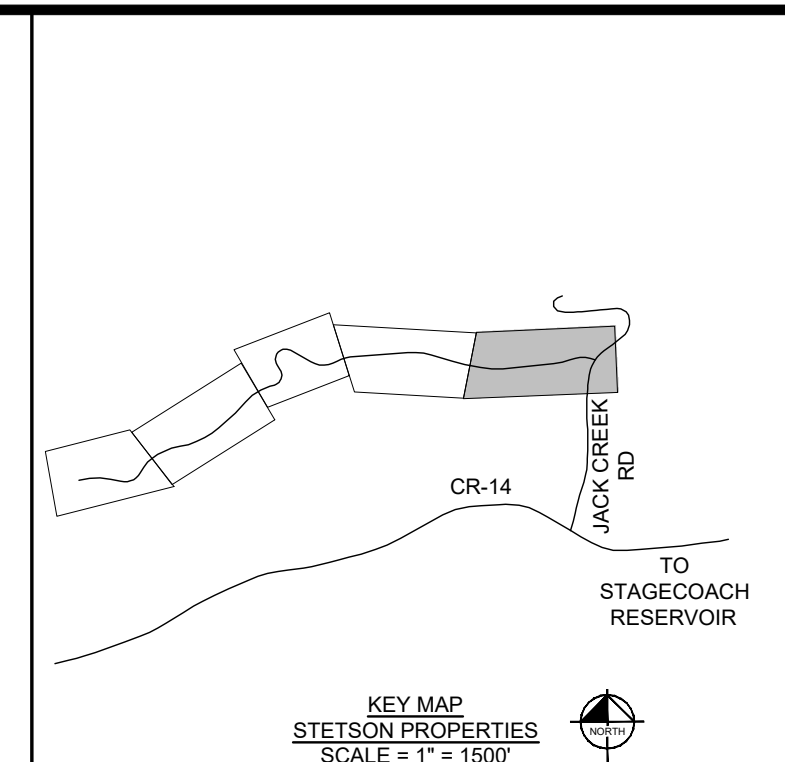 CR-14
JACK CREEK
RD
TO
STAGECOACH
RESERVOIR
KEY MAP
STETSON PROPERTIES
SCALE = 1" = 1500'
NORTH